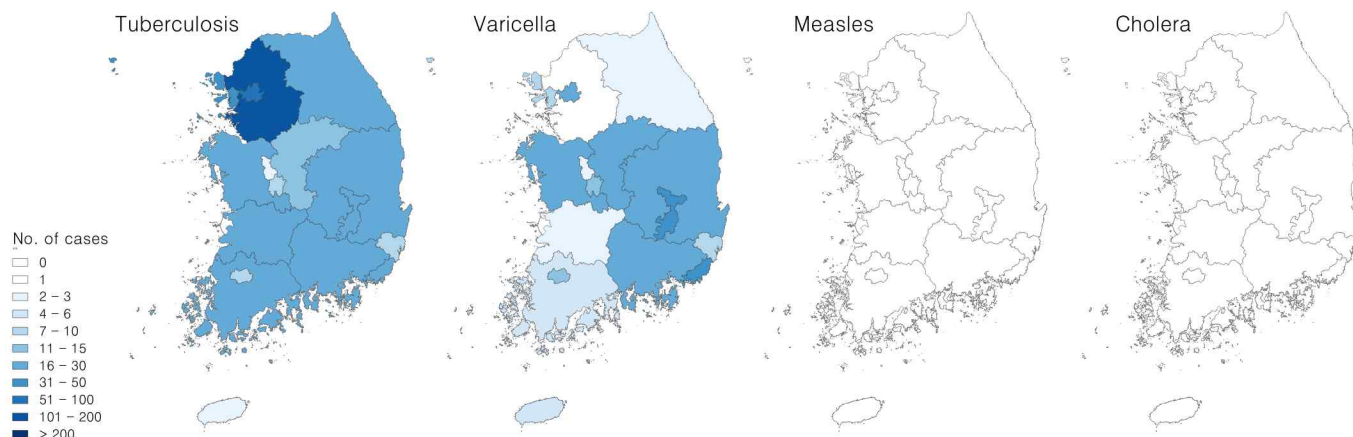 Tuberculosis
Varicella
Measles
Cholera
No. of cases
0
1
2 - 3
4 - 6
7 - 10
11 - 15
16 - 30
31 - 50
51 - 100
101 - 200
> 200